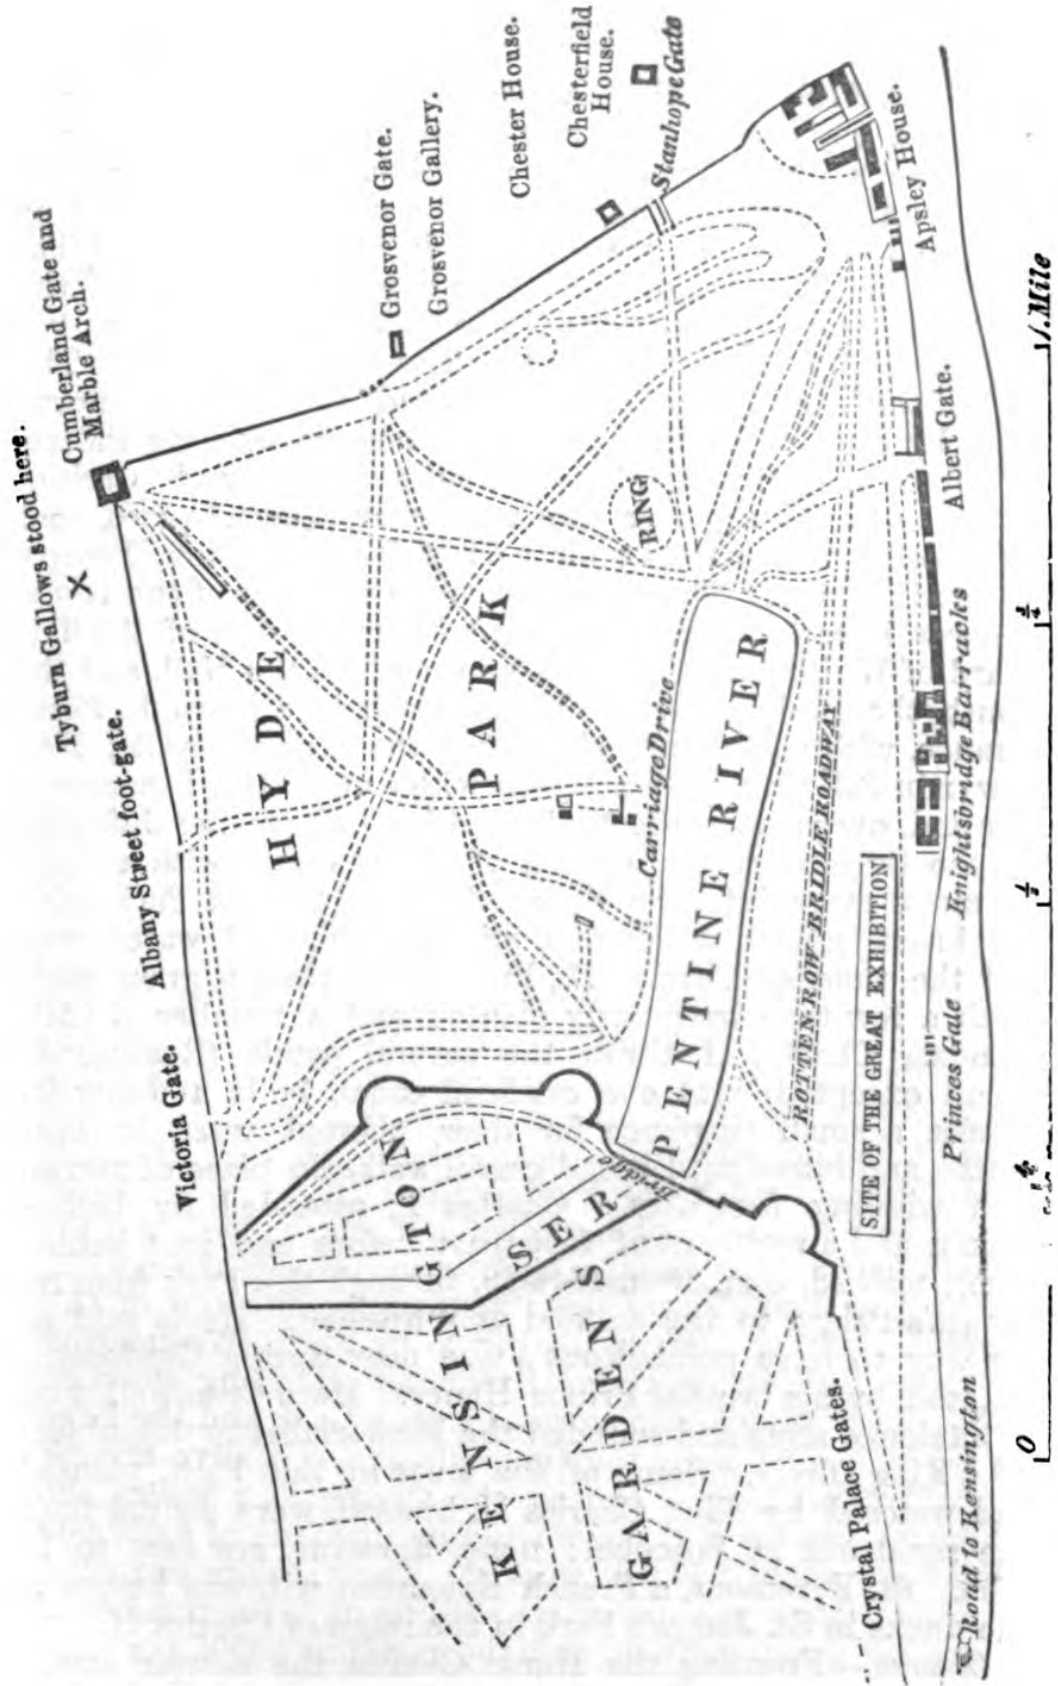 Tyburn Gallows stood here.
Cumberland Gate and
Marble Arch.
Albany Street foot-gate.
Victoria Gate.
Grosvenor Gate.
Grosvenor Gallery.
Chester House.
Chesterfield
House.
Stanhope Gate
HYDE
PARK
RING
Carriage Drive
KENSINGTON
GARDENS
SERPENTINE RIVER
Bridge
ROTTEN ROW BRIDLE ROADWAY
SITE OF THE GREAT EXHIBITION
Apsley House.
Albert Gate.
Knightsbridge Barracks
Princes Gate
Crystal Palace Gates.
Road to Kensington
0
1/4
1/2
3/4
1. Mile